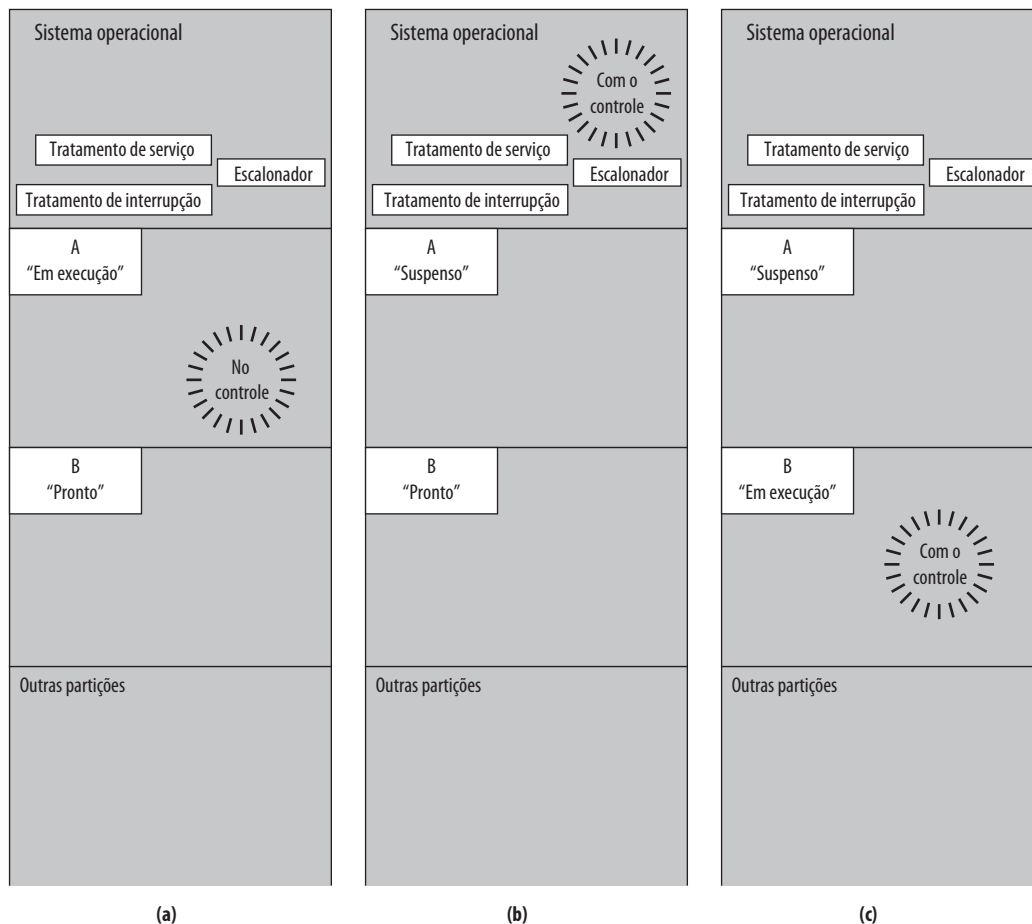 Sistema operacional
Tratamento de serviço
Escalonador
Tratamento de interrupção
A
“Em execução”
No
controle
B
“Pronto”
Outras partições
(a)
Sistema operacional
Com o
controle
Tratamento de serviço
Escalonador
Tratamento de interrupção
A
“Suspenso”
B
“Pronto”
Outras partições
(b)
Sistema operacional
Tratamento de serviço
Escalonador
Tratamento de interrupção
A
“Suspenso”
B
“Em execução”
Com o
controle
Outras partições
(c)